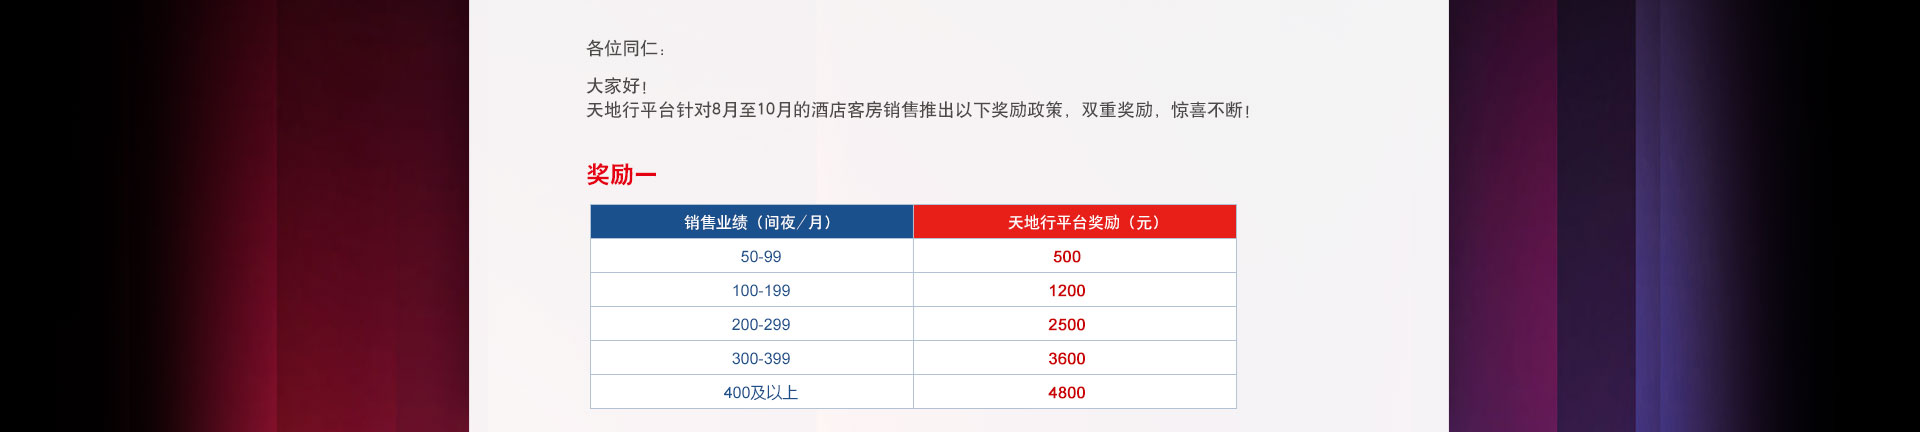 各位同仁：
大家好！
天地行平台针对8月至10月的酒店客房销售推出以下奖励政策，双重奖励，惊喜不断！
奖励一
销售业绩（间夜/月） 天地行平台奖励（元）
50-99 500
100-199 1200
200-299 2500
300-399 3600
400及以上 4800